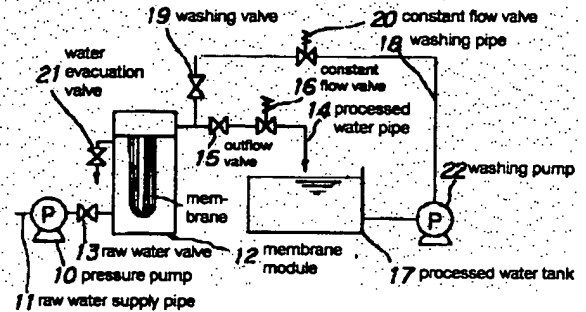 19 washing valve
20 constant flow valve
18 washing pipe
water
21 evacuation
valve
constant
16 flow valve
14 processed
water pipe
15 outflow
valve
22 washing pump
P
mem-
brane
P
13 raw water valve
12 membrane
module
10 pressure pump
17 processed water tank
11 raw water supply pipe